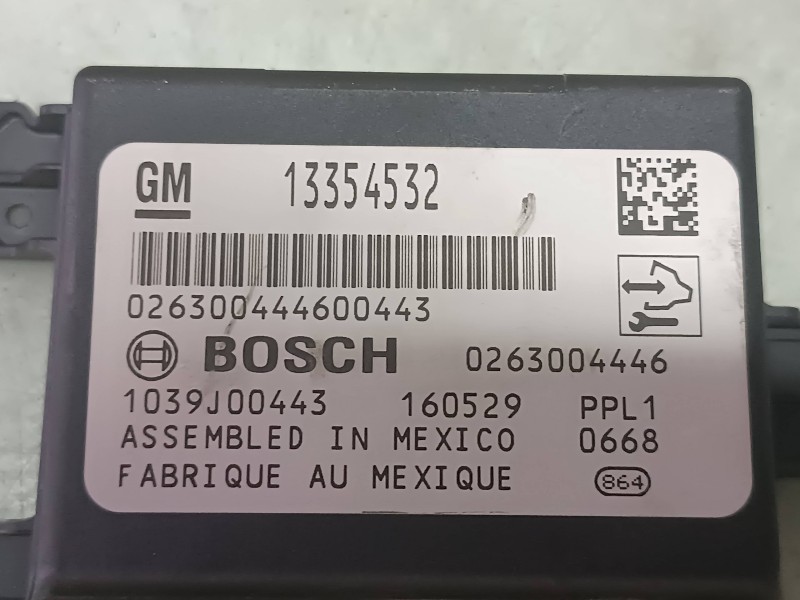 GM 13354532
026300444600443
BOSCH 0263004446
1039J00443 160529 PPL1
ASSEMBLED IN MEXICO 0668
FABRIQUE AU MEXIQUE 864